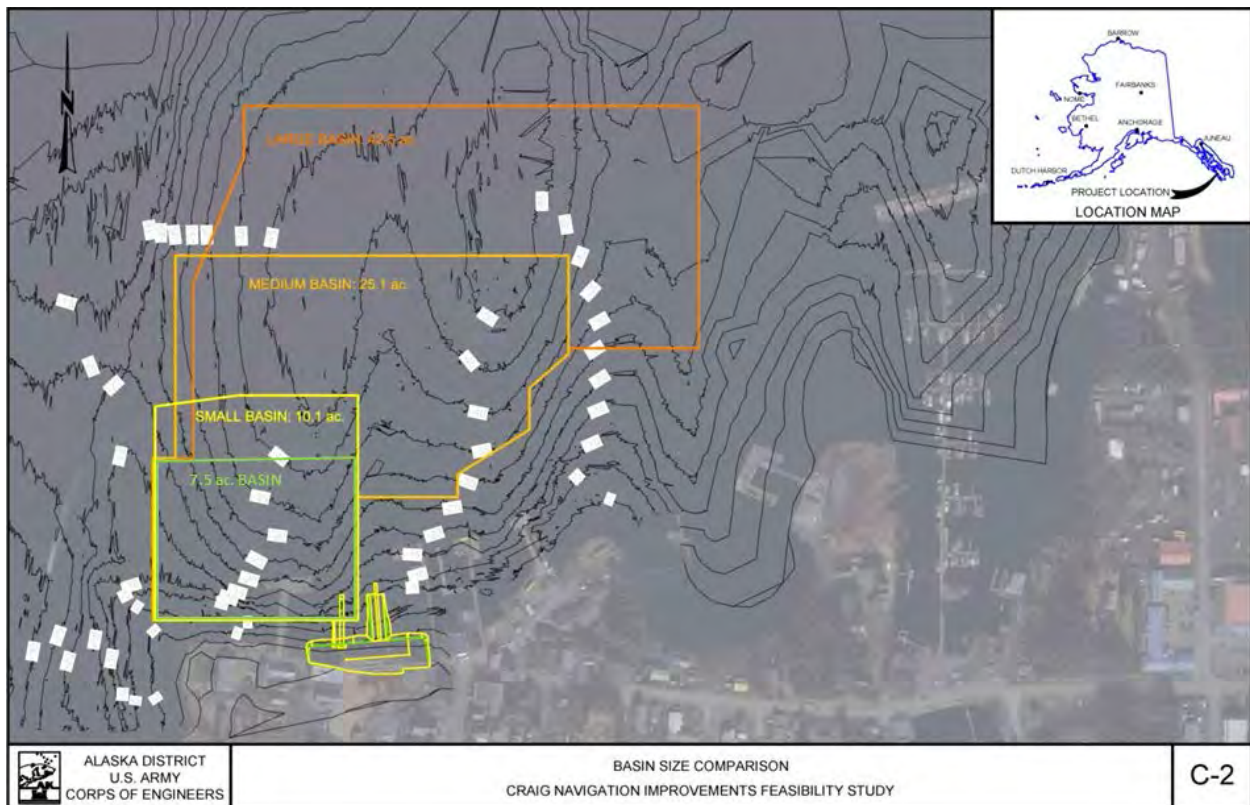 N
LARGE BASIN: 42.5 ac.
MEDIUM BASIN: 25.1 ac.
SMALL BASIN: 10.1 ac.
7.5 ac. BASIN
BARROW
NOME
FAIRBANKS
BETHEL
ANCHORAGE
JUNEAU
DUTCH HARBOR
PROJECT LOCATION
LOCATION MAP
ALASKA DISTRICT
U.S. ARMY
CORPS OF ENGINEERS
BASIN SIZE COMPARISON
CRAIG NAVIGATION IMPROVEMENTS FEASIBILITY STUDY
C-2